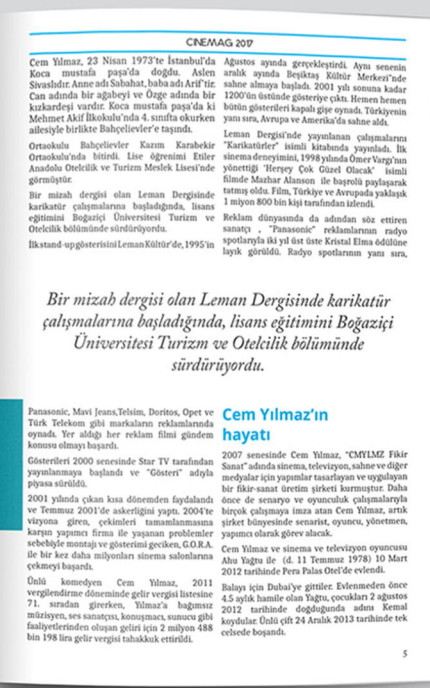 CINEMAG 2017
Cem Yılmaz, 23 Nisan 1973'te İstanbul'da
Koca mustafa paşa'da doğdu. Aslen
Sivaslıdır. Anne adı Sabahat, baba adı Arif'tir.
Can adında bir ağabeyi ve Özge adında bir
kızkardeşi vardır. Koca mustafa paşa'da ki
Mehmet Akif İlkokulu'nda 4. sınıfta okurken
ailesiyle birlikte Bahçelievler'e taşındı.
Ortaokulu Bahçelievler Kazım Karabekir
Ortaokulu'nda bitirdi. Lise öğrenimi Etiler
Anadolu Otelcilik ve Turizm Meslek Lisesi'nde
görmüştür.
Bir mizah dergisi olan Leman Dergisinde
karikatür çalışmalarına başladığında, lisans
eğitimini Boğaziçi Üniversitesi Turizm ve
Otelcilik bölümünde sürdürüyordu.
İlk stand-up gösterisini Leman Kültür'de, 1995'in
Ağustos ayında gerçekleştirdi. Aynı senenin
aralık ayında Beşiktaş Kültür Merkezi"nde
sahne almaya başladı. 2001 yılı sonuna kadar
1200'ün üstünde gösteriye çıktı. Hemen hemen
bütün gösterileri kapalı gişe oynadı. Türkiyenin
yanı sıra, Avrupa ve Amerika'da sahne aldı.
Leman Dergisi'nde yayınlanan çalışmalarını
"Karikatürler" isimli kitabında yayınladı. İlk
sinema deneyimini, 1998 yılında Ömer Vargı'nın
yönettiği 'Herşey Çok Güzel Olacak' isimli
filmde Mazhar Alanson ile başrolü paylaşarak
tatmış oldu. Film, Türkiye ve Avrupada yaklaşık
1 miyon 800 bin kişi tarafından izlendi.
Reklam dünyasında da adından söz ettiren
sanatçı , "Panasonic" reklamlarının radyo
spotlarıyla iki yıl üst üste Kristal Elma ödülüne
layık görüldü. Radyo spotlarının yanı sıra,
Bir mizah dergisi olan Leman Dergisinde karikatür
çalışmalarına başladığında, lisans eğitimini Boğaziçi
Üniversitesi Turizm ve Otelcilik bölümünde
sürdürüyordu.
Panasonic, Mavi Jeans,Telsim, Doritos, Opet ve
Türk Telekom gibi markaların reklamlarında
oynadı. Yer aldığı her reklam filmi gündem
konusu olmayı başardı.
Gösterileri 2000 senesinde Star TV tarafından
yayınlanmaya başlandı ve "Gösteri" adıyla
piyasa sürüldü.
2001 yılında çıkan kısa dönemden faydalandı
ve Temmuz 2001'de askerliğini yaptı. 2004'te
vizyona giren, çekimleri tamamlanmasına
karşın yapımcı firma ile yaşanan problemler
sebebiyle montajı ve gösterimi geciken, G.O.R.A.
ile bir kez daha milyonları sinema salonlarına
çekmeyi başardı.
Ünlü komedyen Cem Yılmaz, 2011
vergilendirme döneminde gelir vergisi listesine
71. sıradan girerken, Yılmaz'a bağımsız
müzisyen, ses sanatçısı, konuşmacı, sunucu gibi
faaliyetlerinden oluşan geliri için 2 milyon 488
bin 198 lira gelir vergisi tahakkuk ettirildi.
Cem Yılmaz'ın
hayatı
2007 senesinde Cem Yılmaz, "CMYLMZ Fikir
Sanat" adında sinema, televizyon, sahne ve diğer
medyalar için yapımlar tasarlayan ve uygulayan
bir fikir-sanat üretim şirketi kurmuştur. Daha
önce de senaryo ve oyunculuk çalışmalarıyla
birçok çalışmaya imza atan Cem Yılmaz, artık
şirket bünyesinde senarist, oyuncu, yönetmen,
yapımcı olarak görev alacak.
Cem Yılmaz ve sinema ve televizyon oyuncusu
Ahu Yağtu ile (d. 11 Temmuz 1978) 10 Mart
2012 tarihinde Pera Palas Otel'de evlendi.
Balayı için Dubai'ye gittiler. Evlenmeden önce
4.5 aylık hamile olan Yağtu, çocukları 2 ağustos
2012 tarihinde doğduğunda adını Kemal
koydular. Ünlü çift 24 Aralık 2013 tarihinde tek
celsede boşandı.
5